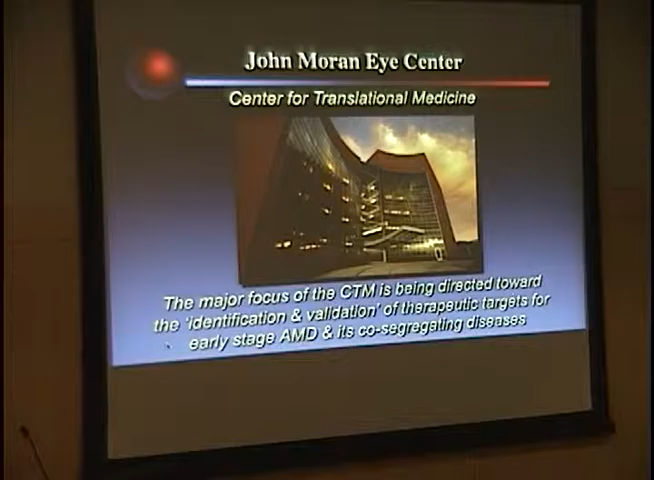 John Moran Eye Center
Center for Translational Medicine
The major focus of the CTM is being directed toward
the 'identification & validation' of therapeutic targets for
early stage AMD & its co-segregating diseases